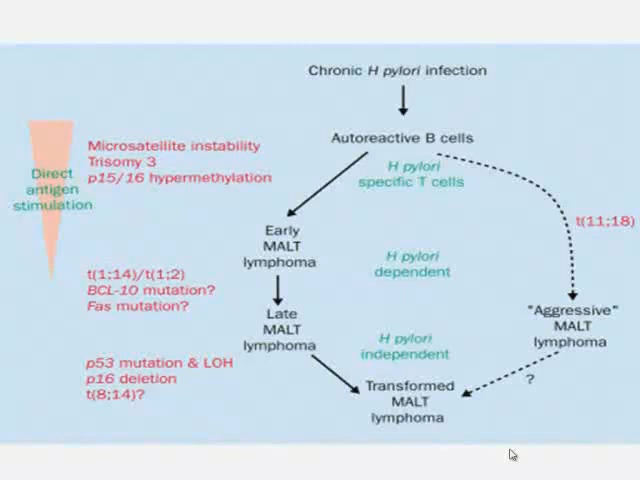 Chronic H pylori infection
Autoreactive B cells
Microsatellite instability
Trisomy 3
p15/16 hypermethylation
Direct
antigen
stimulation
H pylori
specific T cells
t(11;18)
Early
MALT
lymphoma
H pylori
dependent
t(1;14)/t(1;2)
BCL-10 mutation?
Fas mutation?
Late
MALT
lymphoma
"Aggressive"
MALT
lymphoma
H pylori
independent
p53 mutation & LOH
p16 deletion
t(8;14)?
?
Transformed
MALT
lymphoma